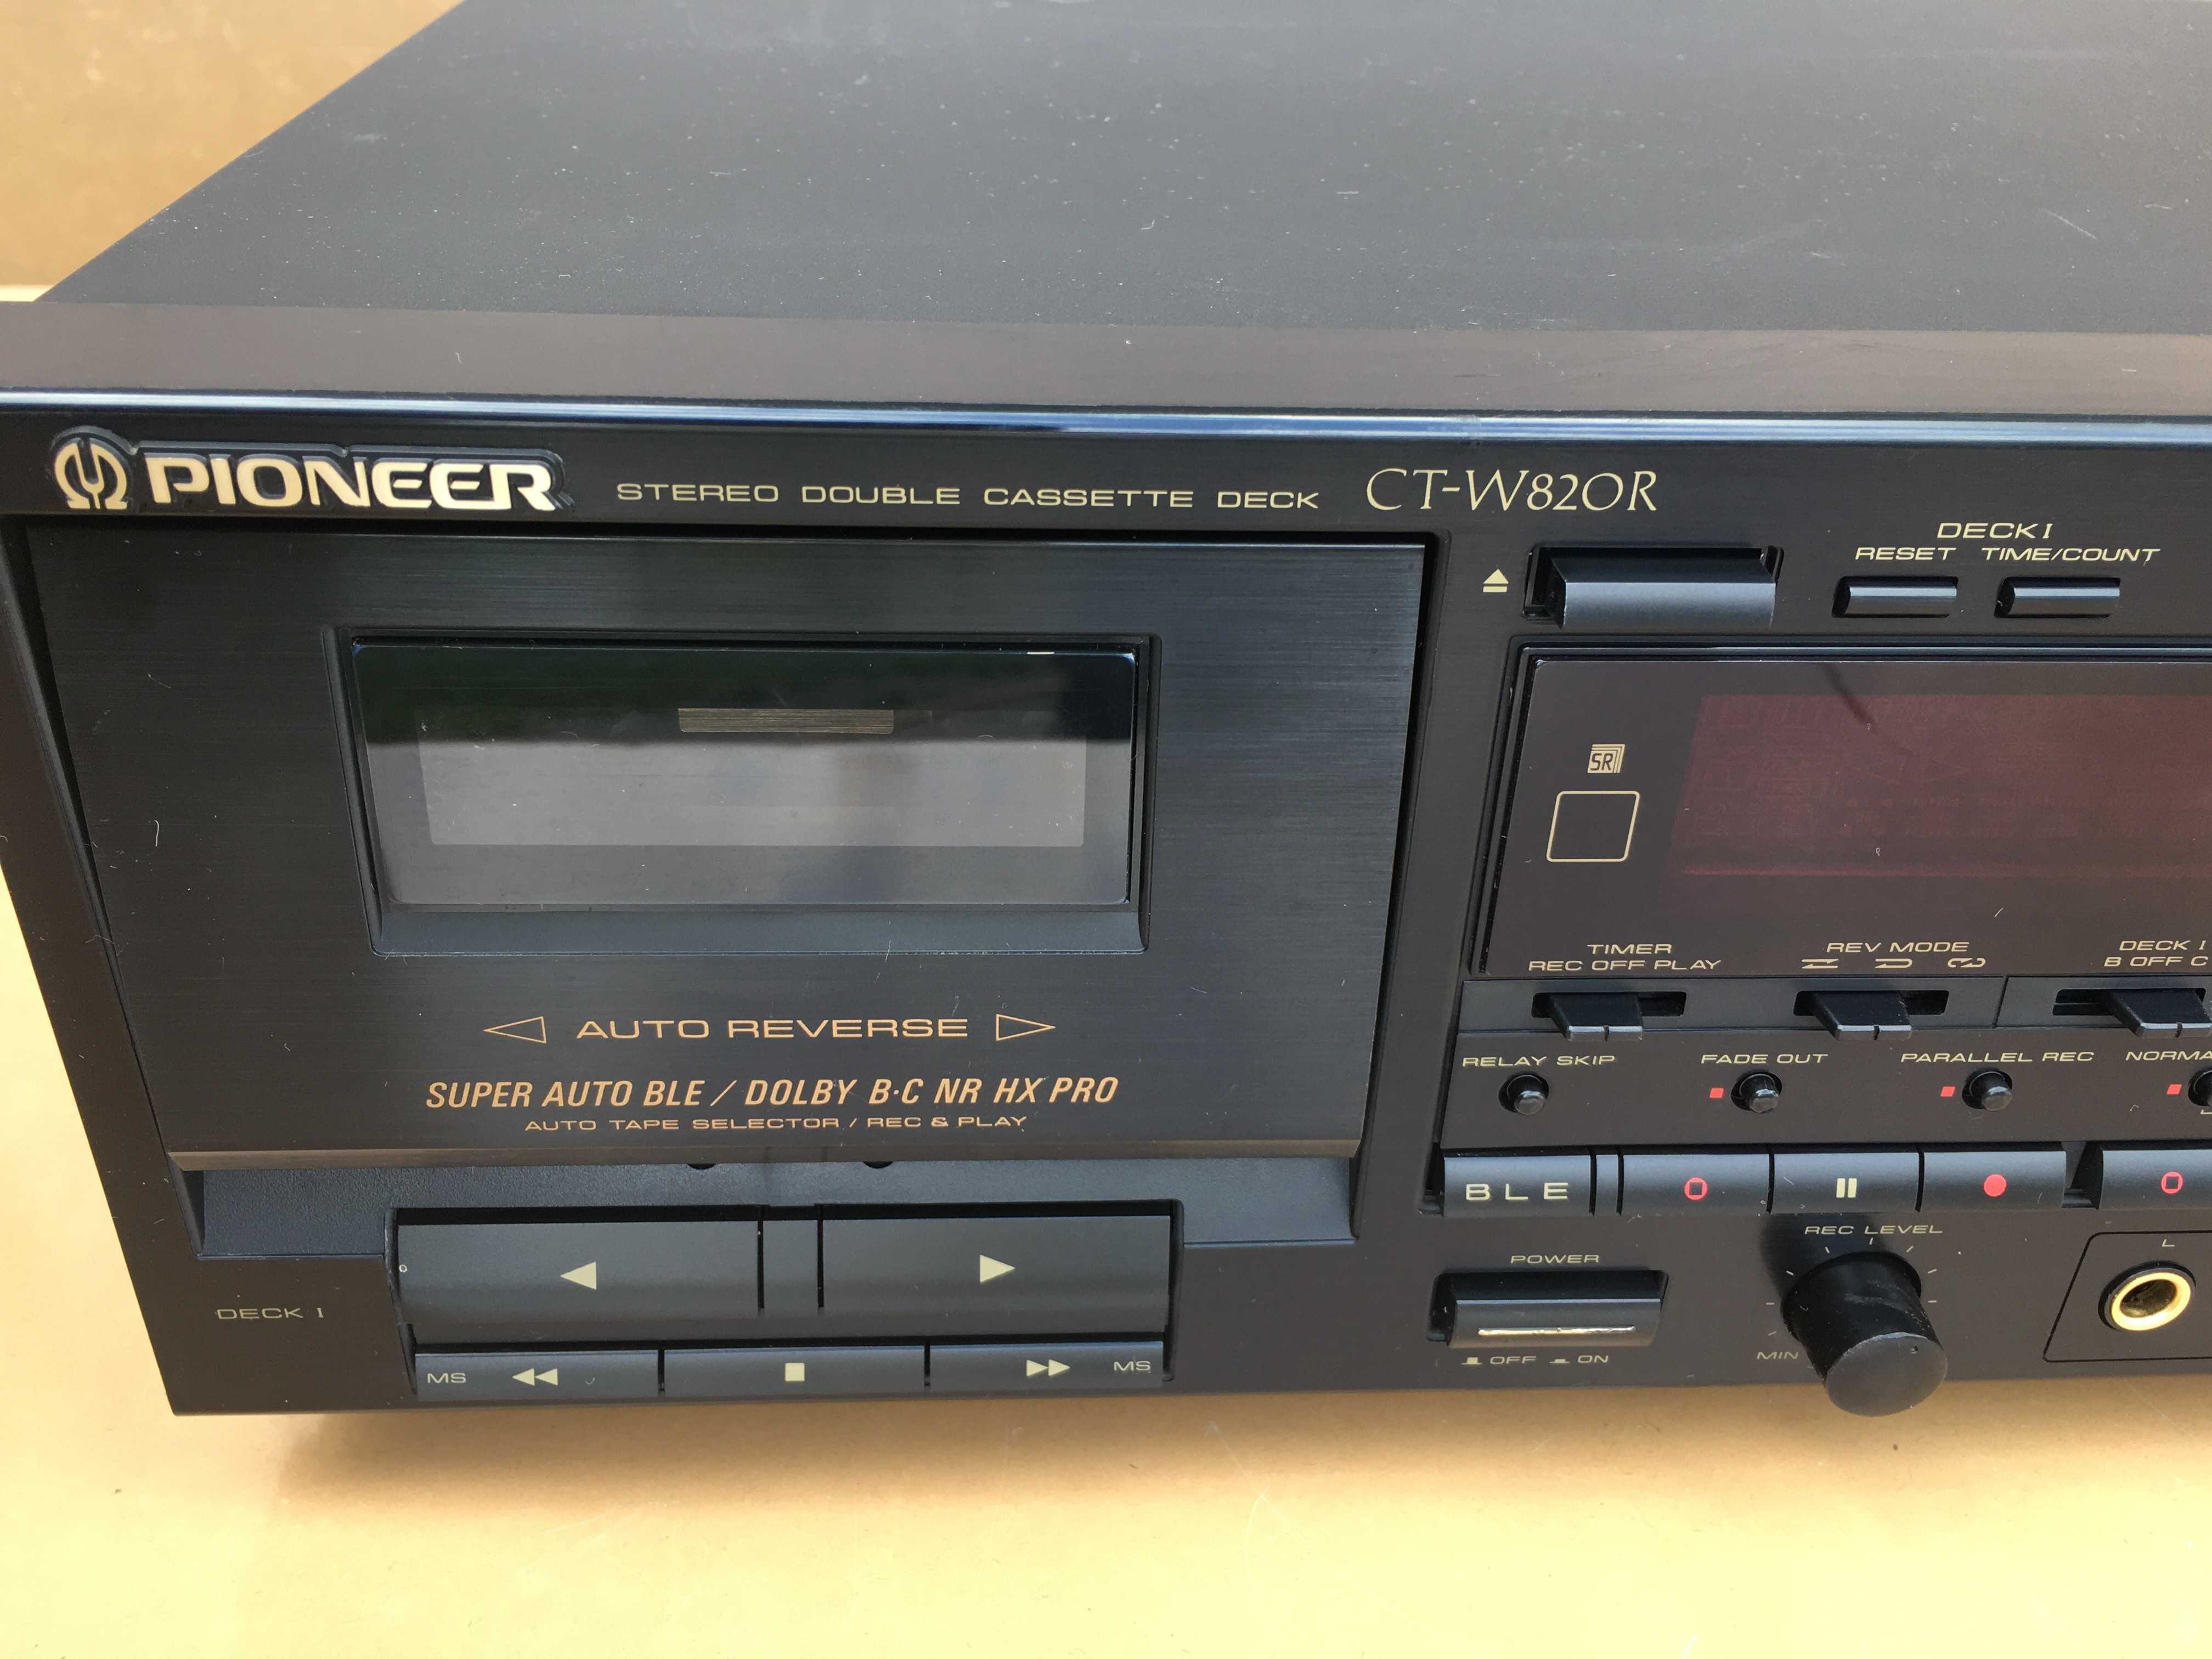 PIONEER STEREO DOUBLE CASSETTE DECK CT-W820R
DECK I
RESET TIME/COUNT
SR
TIMER
REC OFF PLAY
REV MODE
DECK I
B OFF C
AUTO REVERSE
SUPER AUTO BLE / DOLBY B·C NR HX PRO
AUTO TAPE SELECTOR / REC & PLAY
RELAY SKIP
FADE OUT
PARALLEL REC
BLE
REC LEVEL
MIN
POWER
OFF ON
L
DECK I
MS
MS